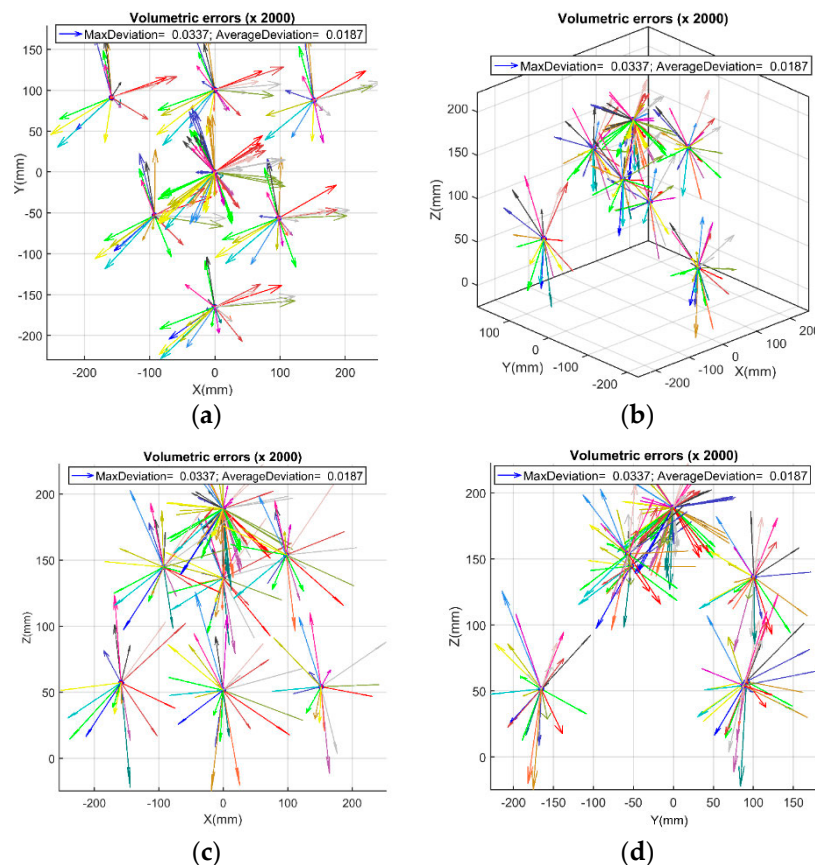 Volumetric errors (x 2000)
MaxDeviation= 0.0337; AverageDeviation= 0.0187
150
100
50
0
-50
-100
-150
-200
Y(mm)
-200 -100 0 100 200
X(mm)
(a)
Volumetric errors (x 2000)
MaxDeviation= 0.0337; AverageDeviation= 0.0187
200
150
100
50
0
Z(mm)
100
0
-100
-200
Y(mm)
-200
-100
0
100
200
X(mm)
(b)
Volumetric errors (x 2000)
MaxDeviation= 0.0337; AverageDeviation= 0.0187
200
150
100
50
0
Z(mm)
-200 -100 0 100 200
X(mm)
(c)
Volumetric errors (x 2000)
MaxDeviation= 0.0337; AverageDeviation= 0.0187
200
150
100
50
0
Z(mm)
-200 -150 -100 -50 0 50 100 150
Y(mm)
(d)